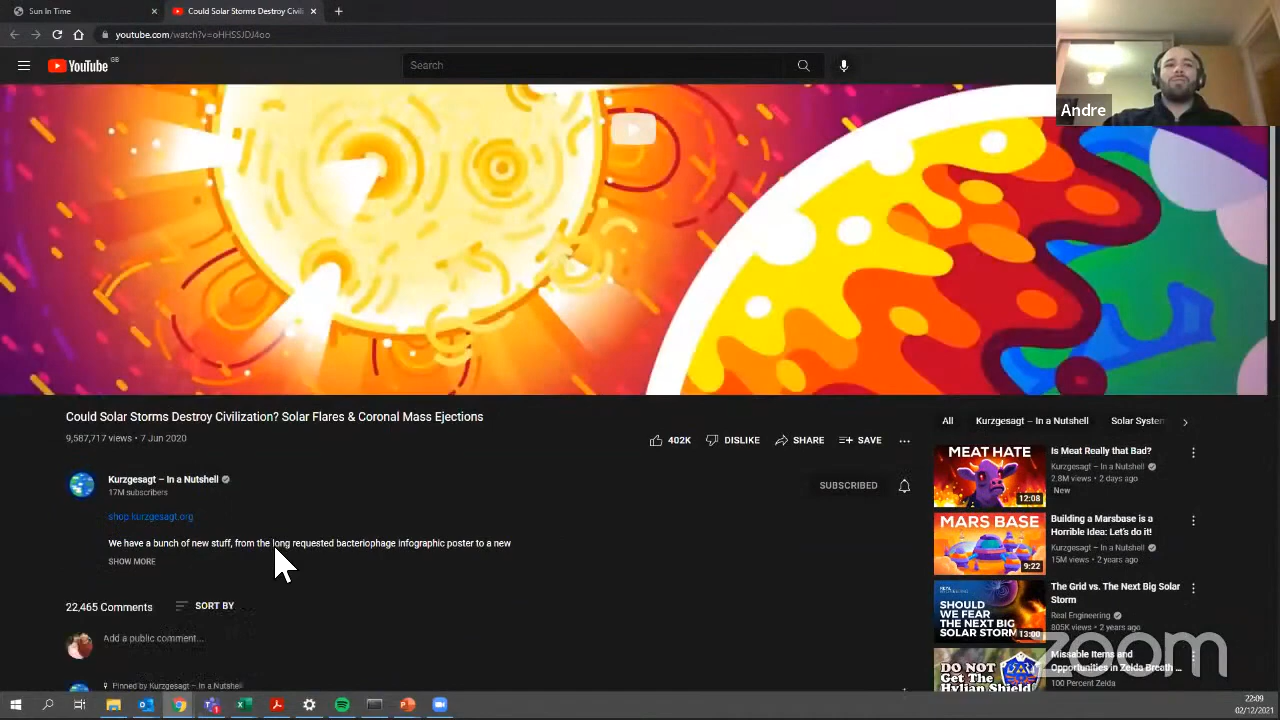 Sun In Time
Could Solar Storms Destroy Civili
youtube.com/watch?v=oHHSSJDJ4oo
YouTube GB
Search
Andre
Could Solar Storms Destroy Civilization? Solar Flares & Coronal Mass Ejections
9,587,717 views • 7 Jun 2020
402K
DISLIKE
SHARE
SAVE
Kurzgesagt – In a Nutshell
17M subscribers
SUBSCRIBED
shop kurzgesagt.org
We have a bunch of new stuff, from the long requested bacteriophage infographic poster to a new
SHOW MORE
22,465 Comments
SORT BY
Add a public comment...
Pinned by Kurzgesagt – In a Nutshell
All
Kurzgesagt – In a Nutshell
Solar System
MEAT HATE
12:08
Is Meat Really that Bad?
Kurzgesagt – In a Nutshell
2.8M views • 2 days ago
New
MARS BASE
9:22
Building a Marsbase is a
Horrible Idea: Let's do it!
Kurzgesagt – In a Nutshell
15M views • 2 years ago
REAL ENGINEERING
SHOULD
WE FEAR
THE NEXT BIG
SOLAR STORM
13:00
The Grid vs. The Next Big Solar
Storm
Real Engineering
805K views • 2 years ago
DO NOT
Get The
Hylian Shield
Missable Items and
Opportunities in Zelda Breath ...
100 Percent Zelda
zoom
22:09
02/12/2021